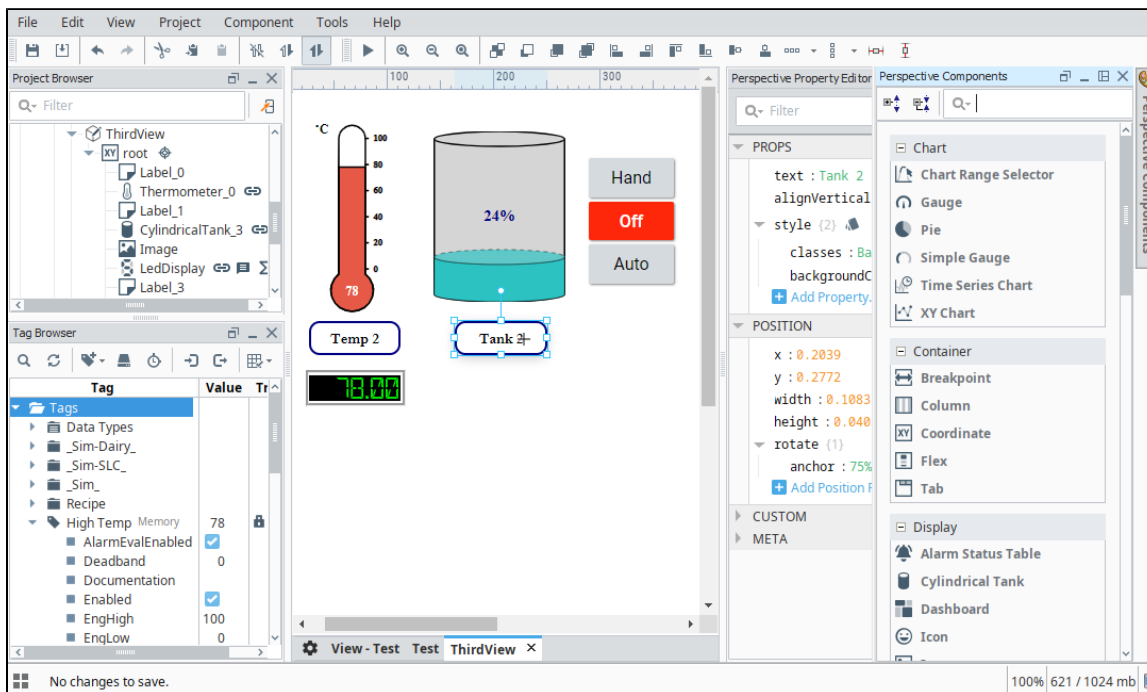 File Edit View Project Component Tools Help
Project Browser
Filter
ThirdView
XY root
Label_0
Thermometer_0
Label_1
CylindricalTank_3
Image
LedDisplay
Label_3
Tag Browser
Tag Value Tr
Tags
Data Types
_Sim-Dairy_
_Sim-SLC_
_Sim_
Recipe
High Temp Memory 78
AlarmEvalEnabled
Deadband 0
Documentation
Enabled
EngHigh 100
EngLow 0
100 200 300
°C
100
80
60
40
20
0
78
24%
Hand
Off
Auto
Temp 2
Tank 2
78.00
View - Test Test ThirdView
Perspective Property Editor
Filter
PROPS
text : Tank 2
alignVertical
style {2}
classes : Ba
backgroundC
Add Property.
POSITION
x : 0.2039
y : 0.2772
width : 0.1083
height : 0.040
rotate {1}
anchor : 75%
Add Position P
CUSTOM
META
Perspective Components
Chart
Chart Range Selector
Gauge
Pie
Simple Gauge
Time Series Chart
XY Chart
Container
Breakpoint
Column
XY Coordinate
Flex
Tab
Display
Alarm Status Table
Cylindrical Tank
Dashboard
Icon
Perspective Components
No changes to save.
100% 621 / 1024 mb